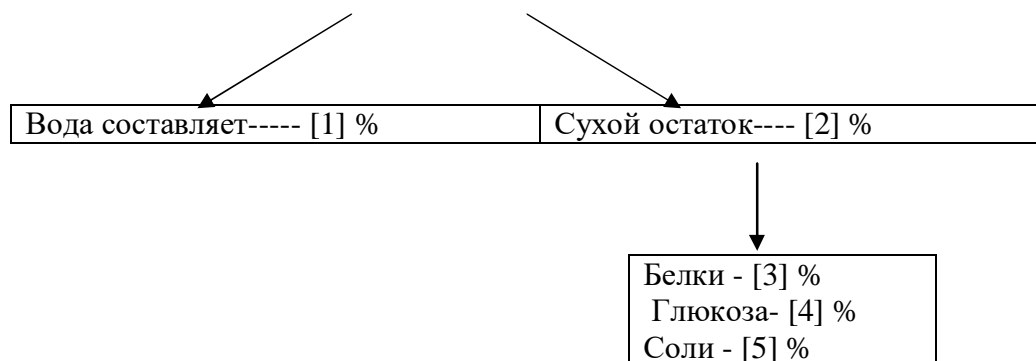 Вода составляет----- [1] %
Сухой остаток---- [2] %
Белки - [3] %
Глюкоза- [4] %
Соли - [5] %